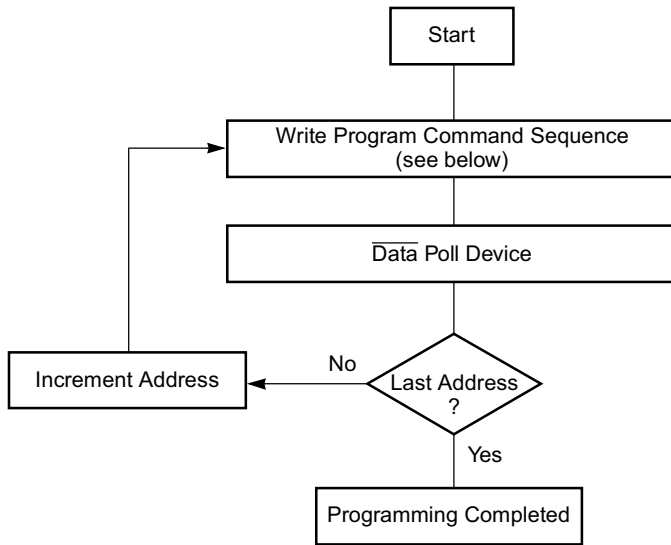 Start
Write Program Command Sequence
(see below)
Data Poll Device
No
Increment Address
Last Address
?
Yes
Programming Completed